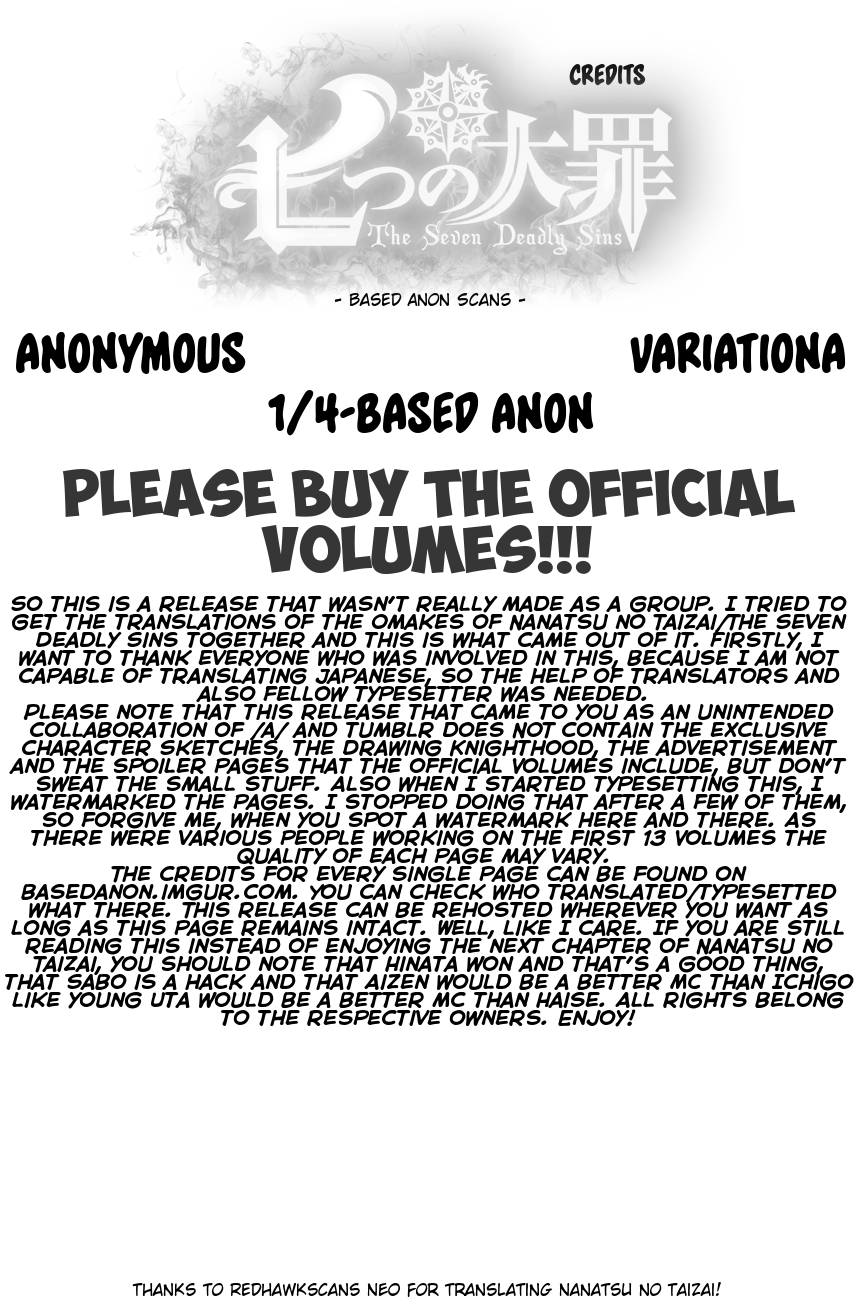 CREDITS
七つの大罪
The Seven Deadly Sins
- BASED ANON SCANS -
ANONYMOUS VARIATIONA
1/4-BASED ANON
PLEASE BUY THE OFFICIAL
VOLUMES!!!
SO THIS IS A RELEASE THAT WASN'T REALLY MADE AS A GROUP. I TRIED TO
GET THE TRANSLATIONS OF THE OMAKES OF NANATSU NO TAIZAI/THE SEVEN
DEADLY SINS TOGETHER AND THIS IS WHAT CAME OUT OF IT. FIRSTLY, I
WANT TO THANK EVERYONE WHO WAS INVOLVED IN THIS, BECAUSE I AM NOT
CAPABLE OF TRANSLATING JAPANESE, SO THE HELP OF TRANSLATORS AND
ALSO FELLOW TYPESETTER WAS NEEDED.
PLEASE NOTE THAT THIS RELEASE THAT CAME TO YOU AS AN UNINTENDED
COLLABORATION OF /A/ AND TUMBLR DOES NOT CONTAIN THE EXCLUSIVE
CHARACTER SKETCHES, THE DRAWING KNIGHTHOOD, THE ADVERTISEMENT
AND THE SPOILER PAGES THAT THE OFFICIAL VOLUMES INCLUDE, BUT DON'T
SWEAT THE SMALL STUFF. ALSO WHEN I STARTED TYPESETTING THIS, I
WATERMARKED THE PAGES. I STOPPED DOING THAT AFTER A FEW OF THEM,
SO FORGIVE ME, WHEN YOU SPOT A WATERMARK HERE AND THERE. AS
THERE WERE VARIOUS PEOPLE WORKING ON THE FIRST 13 VOLUMES THE
QUALITY OF EACH PAGE MAY VARY.
THE CREDITS FOR EVERY SINGLE PAGE CAN BE FOUND ON
BASEDANON.IMGUR.COM. YOU CAN CHECK WHO TRANSLATED/TYPESETTED
WHAT THERE. THIS RELEASE CAN BE REHOSTED WHEREVER YOU WANT AS
LONG AS THIS PAGE REMAINS INTACT. WELL, LIKE I CARE. IF YOU ARE STILL
READING THIS INSTEAD OF ENJOYING THE NEXT CHAPTER OF NANATSU NO
TAIZAI, YOU SHOULD NOTE THAT HINATA WON AND THAT'S A GOOD THING,
THAT SABO IS A HACK AND THAT AIZEN WOULD BE A BETTER MC THAN ICHIGO
LIKE YOUNG UTA WOULD BE A BETTER MC THAN HAISE. ALL RIGHTS BELONG
TO THE RESPECTIVE OWNERS. ENJOY!
THANKS TO REDHAWKSCANS NEO FOR TRANSLATING NANATSU NO TAIZAI!